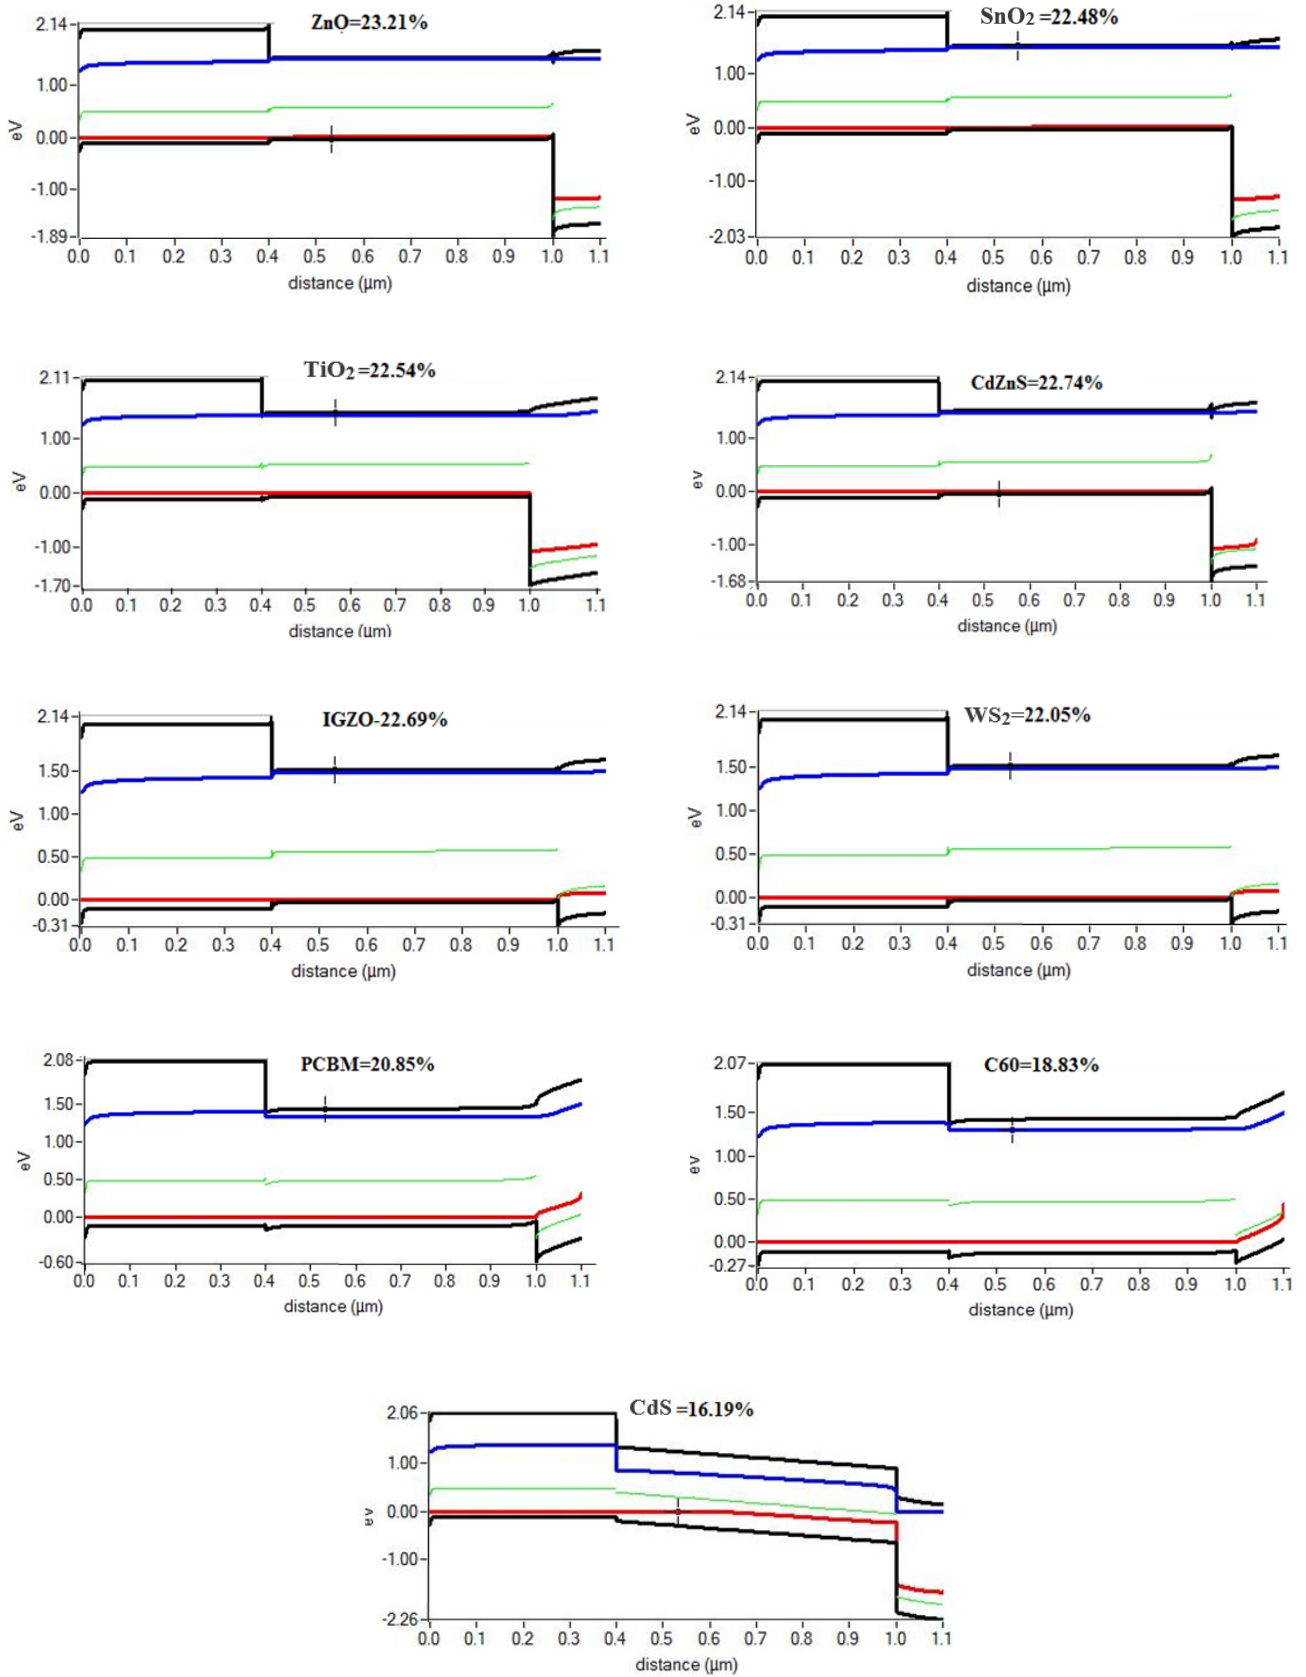 ZnO=23.21%
2.14
1.00
0.00
-1.00
-1.89
eV
0.0 0.1 0.2 0.3 0.4 0.5 0.6 0.7 0.8 0.9 1.0 1.1
distance (µm)
SnO2 =22.48%
2.14
1.00
0.00
-1.00
-2.03
eV
0.0 0.1 0.2 0.3 0.4 0.5 0.6 0.7 0.8 0.9 1.0 1.1
distance (µm)
TiO2 =22.54%
2.11
1.00
0.00
-1.00
-1.70
eV
0.0 0.1 0.2 0.3 0.4 0.5 0.6 0.7 0.8 0.9 1.0 1.1
distance (µm)
CdZnS=22.74%
2.14
1.00
0.00
-1.00
-1.68
eV
0.0 0.1 0.2 0.3 0.4 0.5 0.6 0.7 0.8 0.9 1.0 1.1
distance (µm)
IGZO-22.69%
2.14
1.50
1.00
0.50
0.00
-0.31
eV
0.0 0.1 0.2 0.3 0.4 0.5 0.6 0.7 0.8 0.9 1.0 1.1
distance (µm)
WS2=22.05%
2.14
1.50
1.00
0.50
0.00
-0.31
eV
0.0 0.1 0.2 0.3 0.4 0.5 0.6 0.7 0.8 0.9 1.0 1.1
distance (µm)
PCBM=20.85%
2.08
1.50
1.00
0.50
0.00
-0.60
eV
0.0 0.1 0.2 0.3 0.4 0.5 0.6 0.7 0.8 0.9 1.0 1.1
distance (µm)
C60=18.83%
2.07
1.50
1.00
0.50
0.00
-0.27
eV
0.0 0.1 0.2 0.3 0.4 0.5 0.6 0.7 0.8 0.9 1.0 1.1
distance (µm)
CdS =16.19%
2.06
1.00
0.00
-1.00
-2.26
eV
0.0 0.1 0.2 0.3 0.4 0.5 0.6 0.7 0.8 0.9 1.0 1.1
distance (µm)